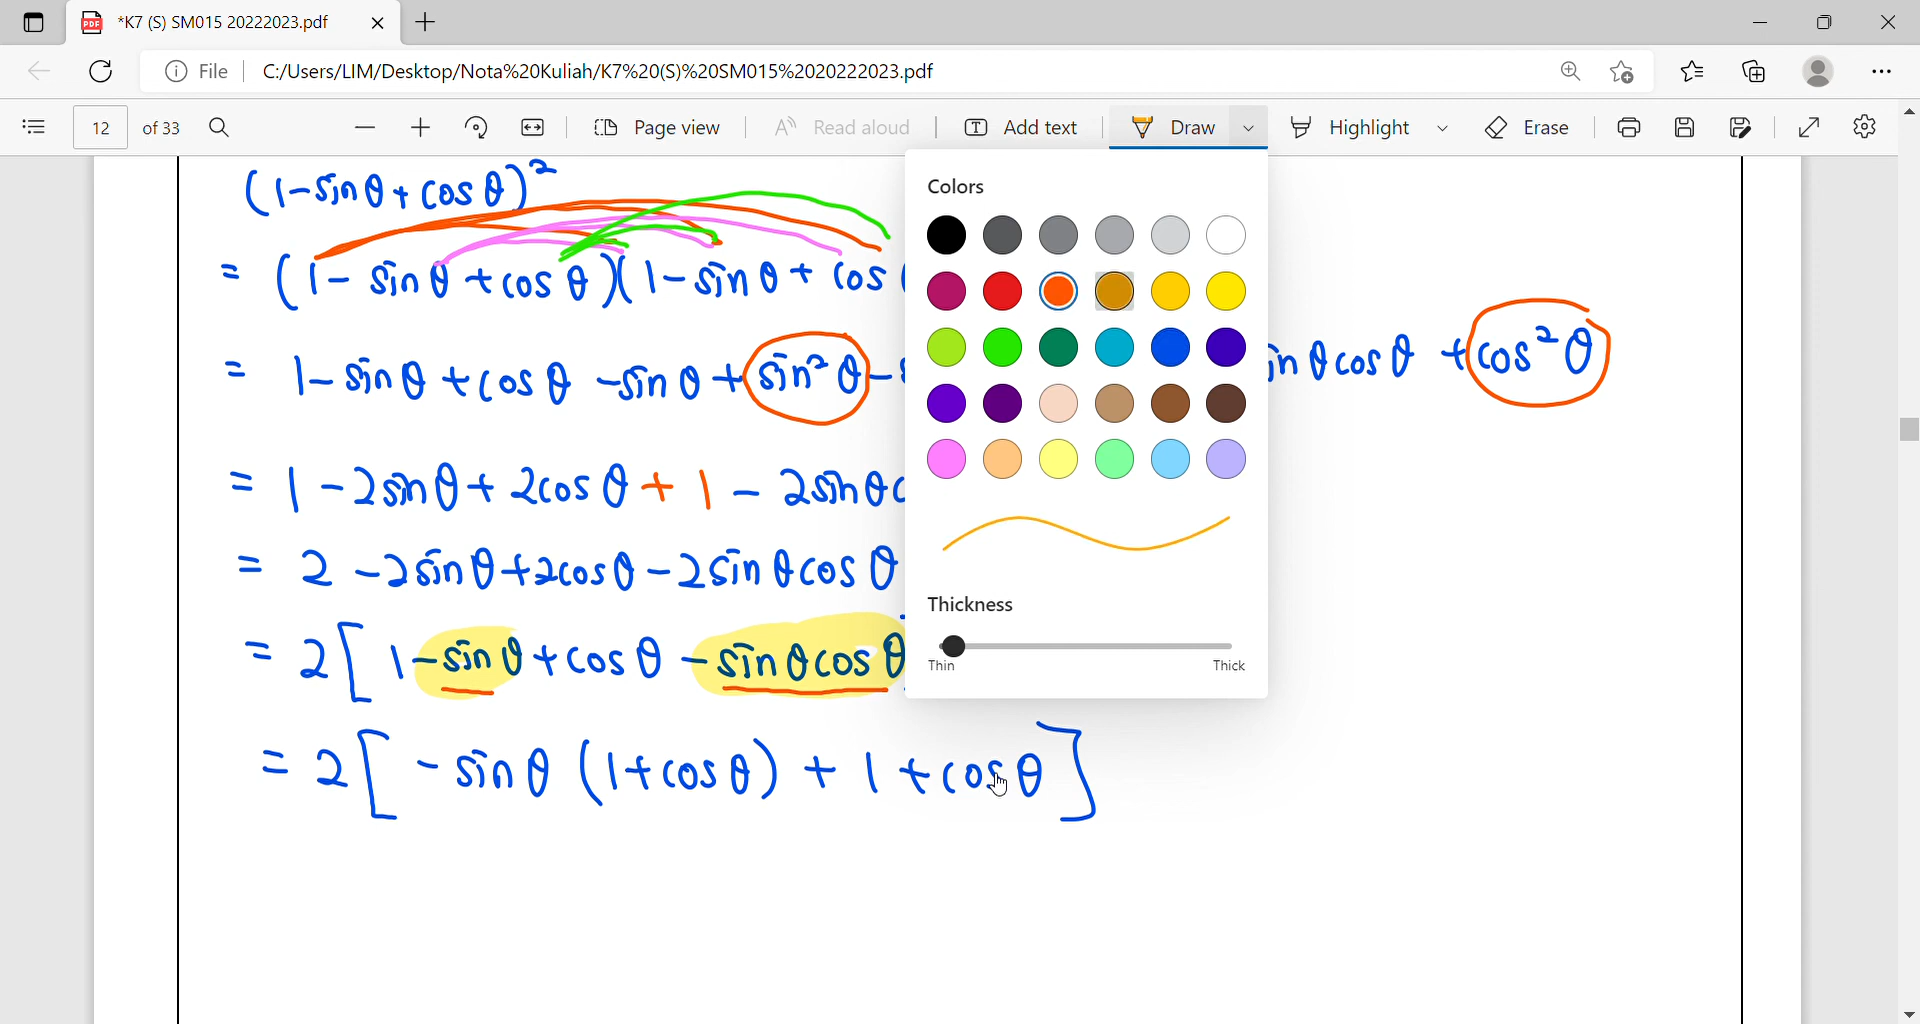 *K7 (S) SM015 20222023.pdf
File C:/Users/LIM/Desktop/Nota%20Kuliah/K7%20(S)%20SM015%2020222023.pdf
12 of 33 Page view Read aloud Add text Draw Highlight Erase
Colors
Thickness
Thin Thick
(1-sinθ+cosθ)²
= (1-sinθ+cosθ)(1-sinθ+cos
= 1-sinθ+cosθ-sinθ+sin²θ- inθcosθ+cos²θ
= 1-2sinθ+2cosθ+1-2sinθ
= 2-2sinθ+2cosθ-2sinθcosθ
= 2[1-sinθ+cosθ-sinθcosθ
= 2[-sinθ(1+cosθ)+1+cosθ]